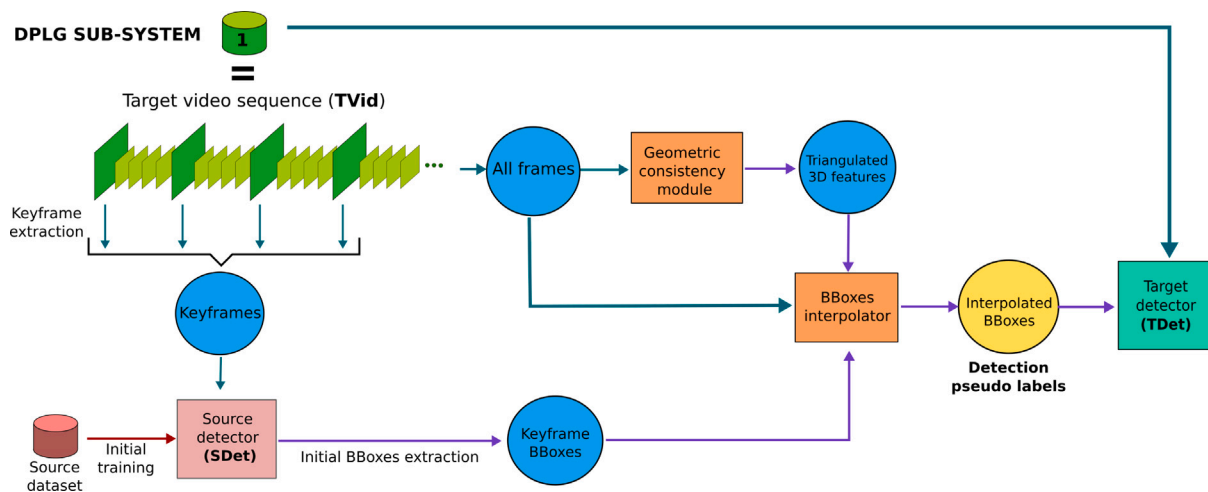 DPLG SUB-SYSTEM
1
=
Target video sequence (TVid)
...
Keyframe
extraction
All frames
Geometric
consistency
module
Triangulated
3D features
Keyframes
BBoxes
interpolator
Interpolated
BBoxes
Target
detector
(TDet)
Detection
pseudo labels
Source
dataset
Initial
training
Source
detector
(SDet)
Initial BBoxes extraction
Keyframe
BBoxes